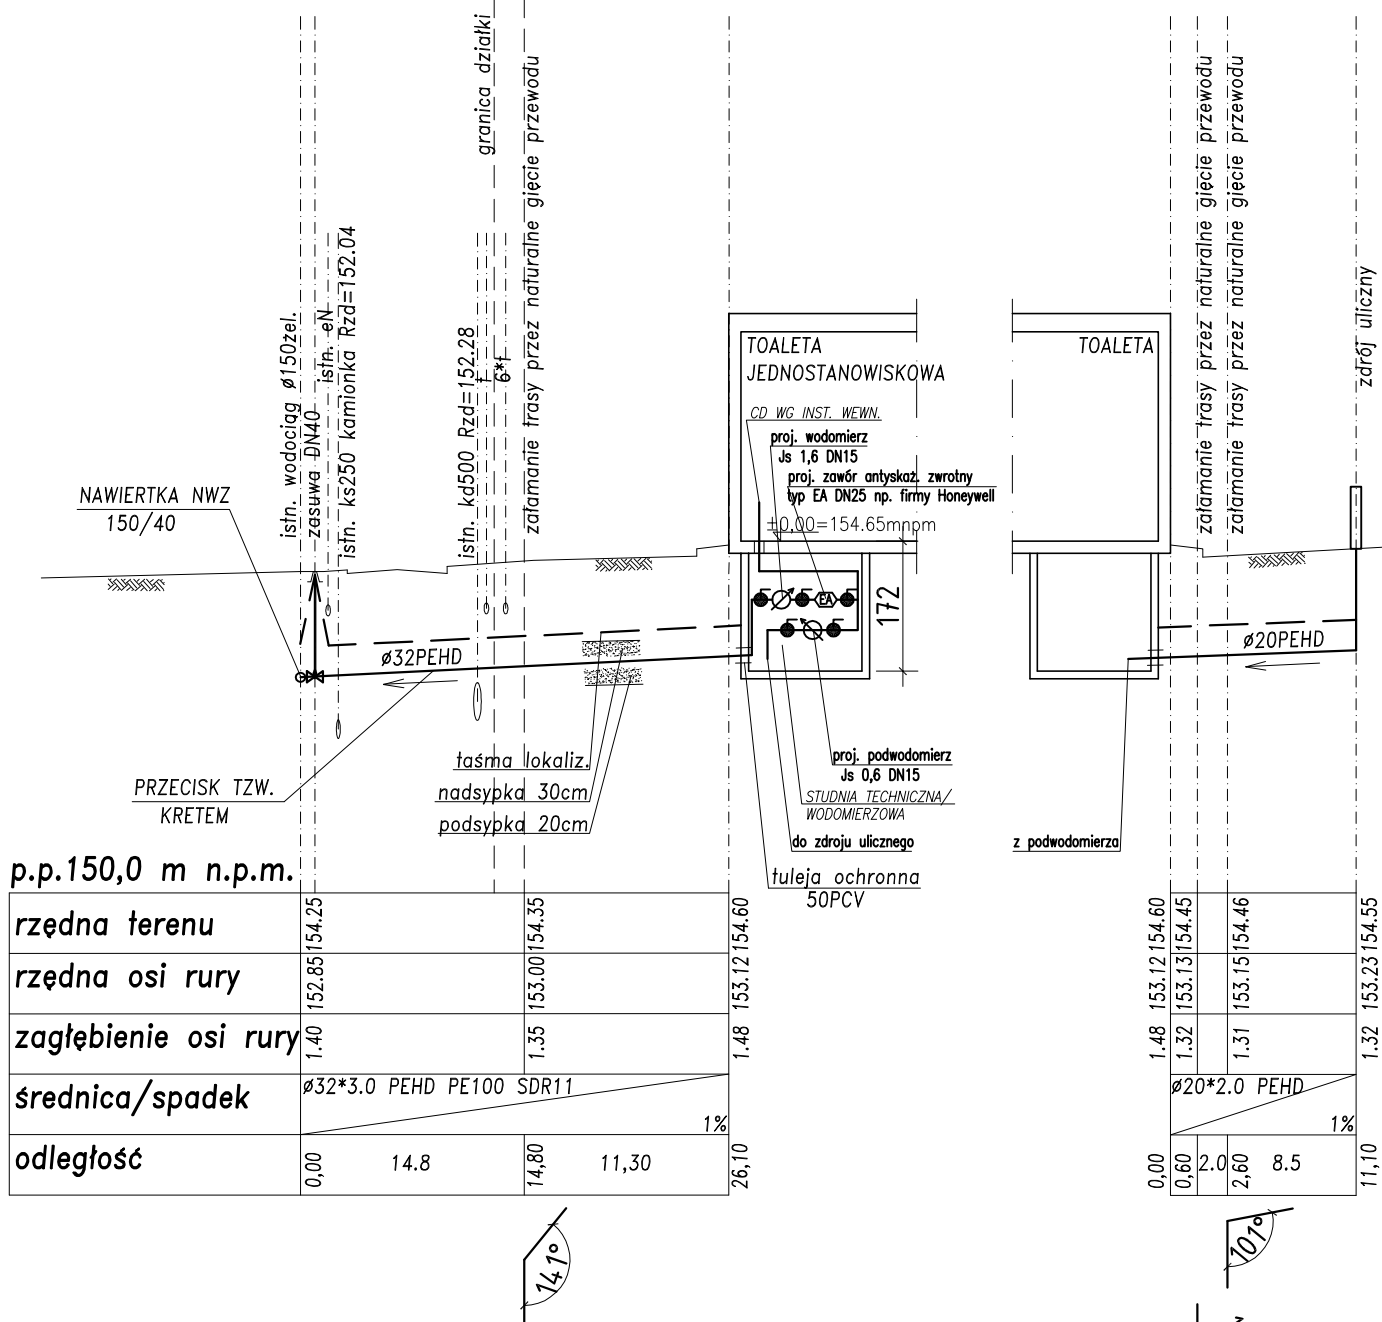 granica działki
załamanie trasy przez naturalne gięcie przewodu
załamanie trasy przez naturalne gięcie przewodu
załamanie trasy przez naturalne gięcie przewodu
zdrój uliczny
istn. wodociąg ø150żel.
zasuwa DN40
istn. eN
istn. ks250 kamionka Rzd=152.04
istn. kd500 Rzd=152.28
t
6*t
TOALETA
JEDNOSTANOWISKOWA
TOALETA
CD WG INST. WEWN.
proj. wodomierz
Js 1,6 DN15
proj. zawór antyskaż. zwrotny
typ EA DN25 np. firmy Honeywell
±0,00=154.65mnpm
NAWIERTKA NWZ
150/40
EA
172
ø32PEHD
ø20PEHD
taśma lokaliz.
nadsypka 30cm
podsypka 20cm
PRZECISK TZW.
KRETEM
proj. podwodomierz
Js 0,6 DN15
STUDNIA TECHNICZNA/
WODOMIERZOWA
do zdroju ulicznego
z podwodomierza
tuleja ochronna
50PCV
p.p.150,0 m n.p.m.
rzędna terenu 154.25 154.35 154.60 154.60 154.45 154.46 154.55
rzędna osi rury 152.85 153.00 153.12 153.12 153.13 153.15 153.23
zagłębienie osi rury 1.40 1.35 1.48 1.48 1.32 1.31 1.32
średnica/spadek ø32*3.0 PEHD PE100 SDR11 1% ø20*2.0 PEHD 1%
odległość 0,00 14.8 14,80 11,30 26,10 0,00 0,60 2.0 2,60 8.5 11,10
141°
101°